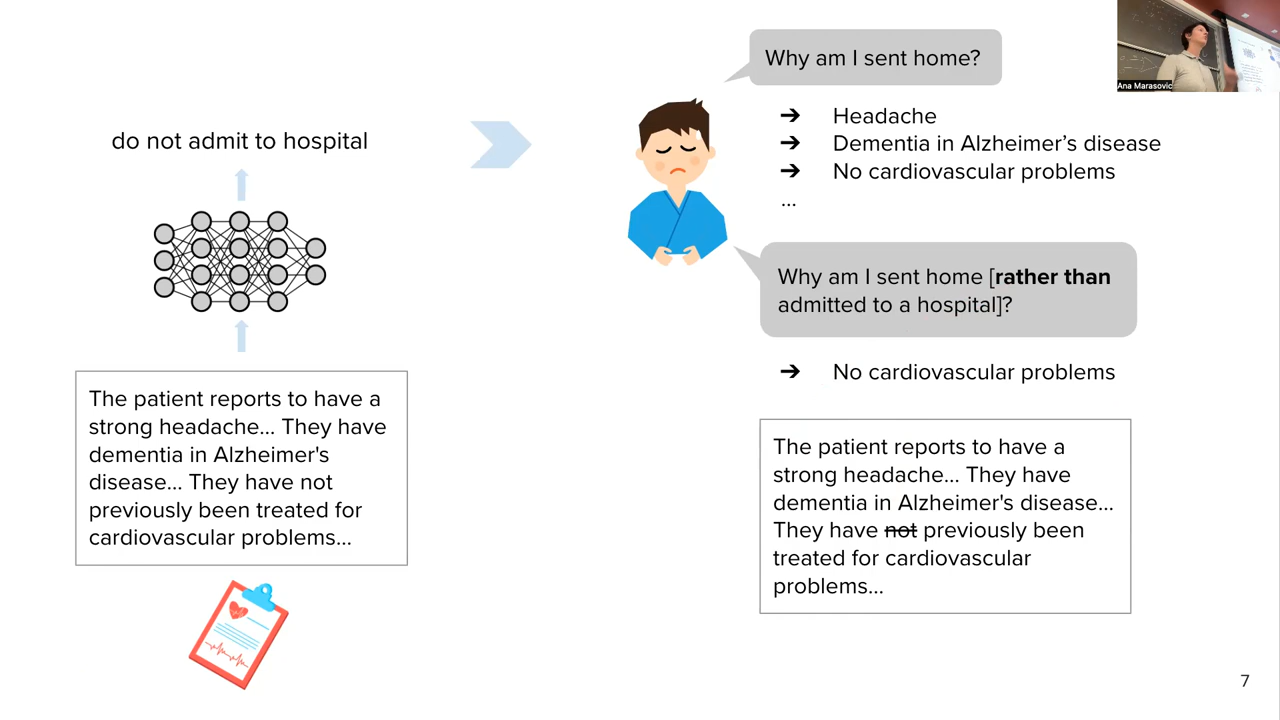 do not admit to hospital
The patient reports to have a
strong headache... They have
dementia in Alzheimer's
disease... They have not
previously been treated for
cardiovascular problems...
Why am I sent home?
➔ Headache
➔ Dementia in Alzheimer’s disease
➔ No cardiovascular problems
...
Why am I sent home [rather than
admitted to a hospital]?
➔ No cardiovascular problems
The patient reports to have a
strong headache... They have
dementia in Alzheimer's disease...
They have not previously been
treated for cardiovascular
problems...
Ana Marasovic
7